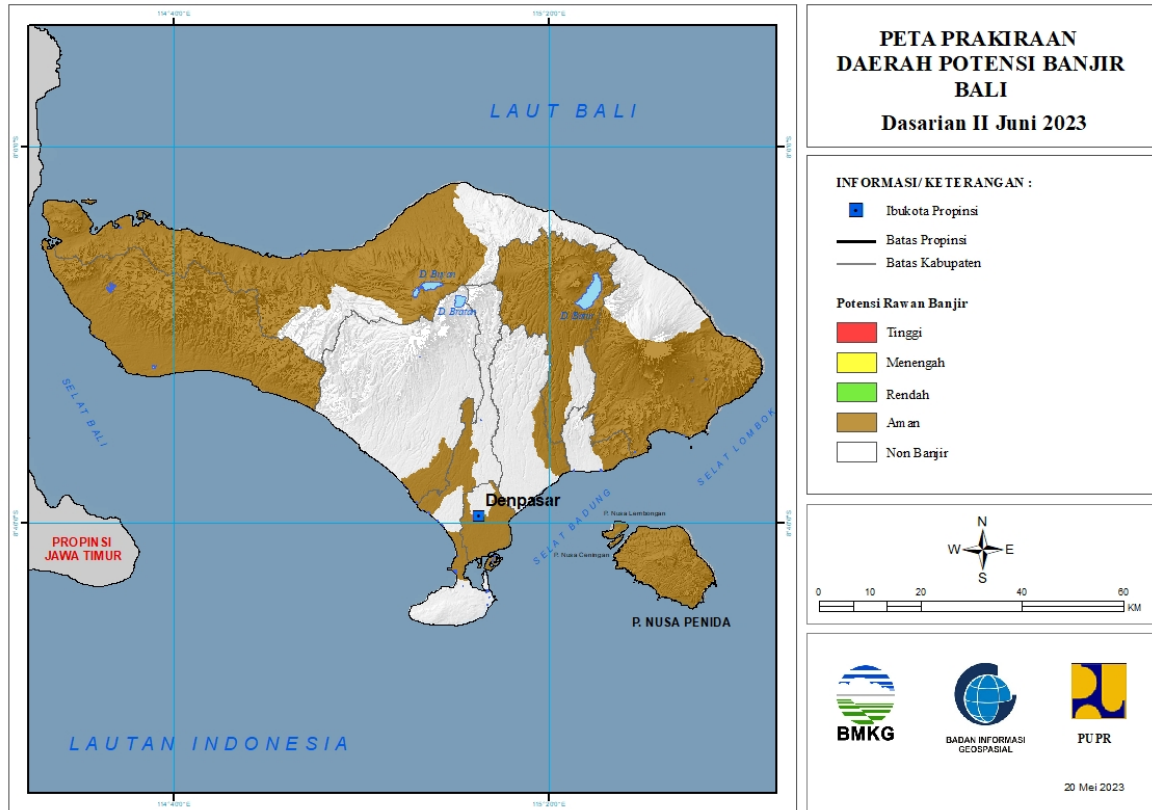 PETA PRAKIRAAN
DAERAH POTENSI BANJIR
BALI
Dasarian II Juni 2023
INFORMASI/ KETERANGAN :
Ibukota Propinsi
Batas Propinsi
Batas Kabupaten
Potensi Rawan Banjir
Tinggi
Menengah
Rendah
Aman
Non Banjir
N
W E
S
0 10 20 40 60
KM
BMKG
BADAN INFORMASI
GEOSPASIAL
PUPR
20 Mei 2023
114°40'0"E
LAUT BALI
D. Buyan
D. Bratan
SELAT BALI
SELAT LOMBOK
Denpasar
SELAT BADUNG
P. Nusa Lembongan
P. Nusa Ceningan
PROPINSI
JAWA TIMUR
P. NUSA PENIDA
LAUTAN INDONESIA